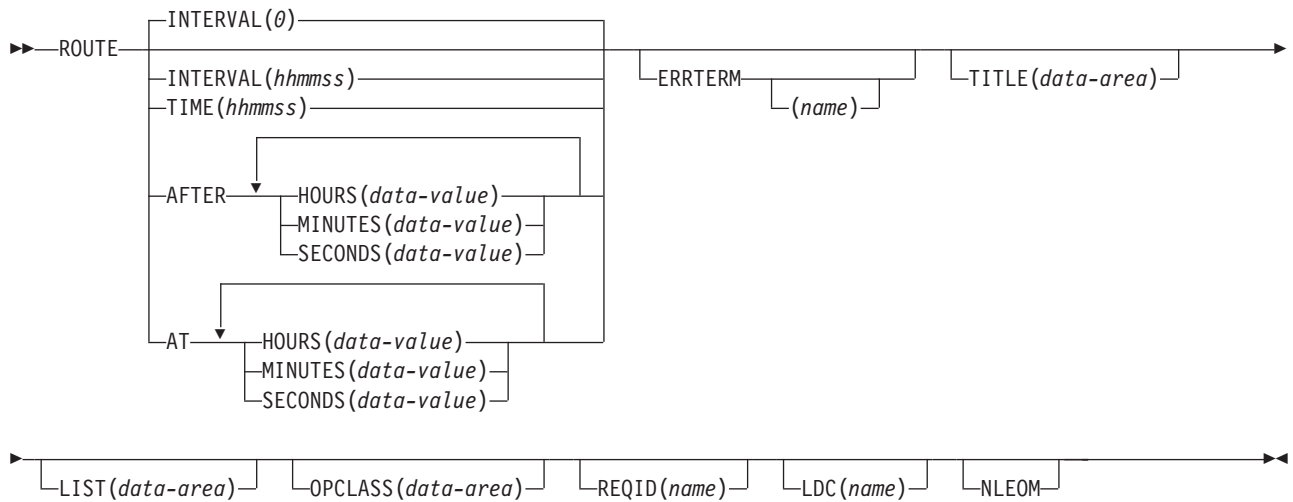 INTERVAL(0)
ROUTE
INTERVAL(hhmmss)
ERRTERM
TITLE(data-area)
TIME(hhmmss)
(name)
AFTER
HOURS(data-value)
MINUTES(data-value)
SECONDS(data-value)
AT
HOURS(data-value)
MINUTES(data-value)
SECONDS(data-value)
LIST(data-area)
OPCLASS(data-area)
REQID(name)
LDC(name)
NLEOM